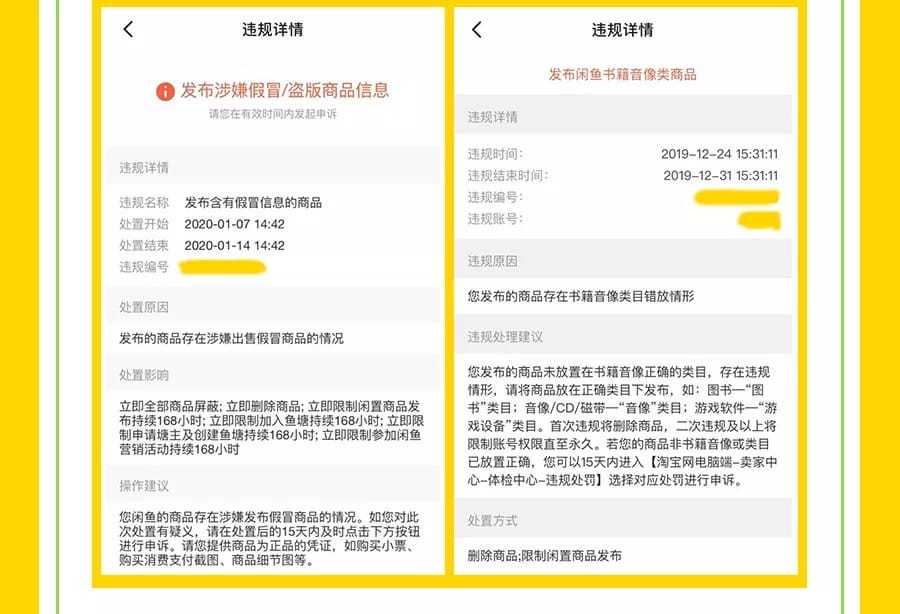 违规详情
发布涉嫌假冒/盗版商品信息
请您在有效时间内发起申诉
违规详情
违规名称 发布含有假冒信息的商品
处置开始 2020-01-07 14:42
处置结束 2020-01-14 14:42
违规编号
处置原因
发布的商品存在涉嫌出售假冒商品的情况
处置影响
立即全部商品屏蔽; 立即删除商品; 立即限制闲置商品发
布持续168小时; 立即限制加入鱼塘持续168小时; 立即限
制申请塘主及创建鱼塘持续168小时; 立即限制参加闲鱼
营销活动持续168小时
操作建议
您闲鱼的商品存在涉嫌发布假冒商品的情况。如您对此
次处置有疑义，请在处置后的15天内及时点击下方按钮
进行申诉。请您提供商品为正品的凭证，如购买小票、
购买消费支付截图、商品细节图等。
违规详情
发布闲鱼书籍音像类商品
违规详情
违规时间: 2019-12-24 15:31:11
违规结束时间: 2019-12-31 15:31:11
违规编号:
违规账号:
违规原因
您发布的商品存在书籍音像类目错放情形
违规处理建议
您发布的商品未放置在书籍音像正确的类目，存在违规
情形，请将商品放在正确类目下发布，如：图书—“图
书”类目；音像/CD/磁带—“音像”类目；游戏软件—“游
戏设备”类目。首次违规将删除商品，二次违规及以上将
限制账号权限直至永久。若您的商品非书籍音像或类目
已放置正确，您可以15天内进入【淘宝网电脑端-卖家中
心-体检中心-违规处罚】选择对应处罚进行申诉。
处置方式
删除商品;限制闲置商品发布